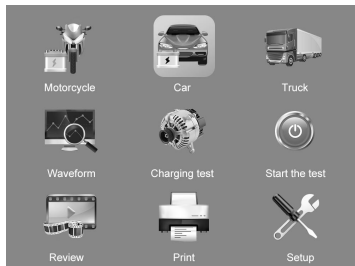 Motorcycle
Car
Truck
Waveform
Charging test
Start the test
Review
Print
Setup